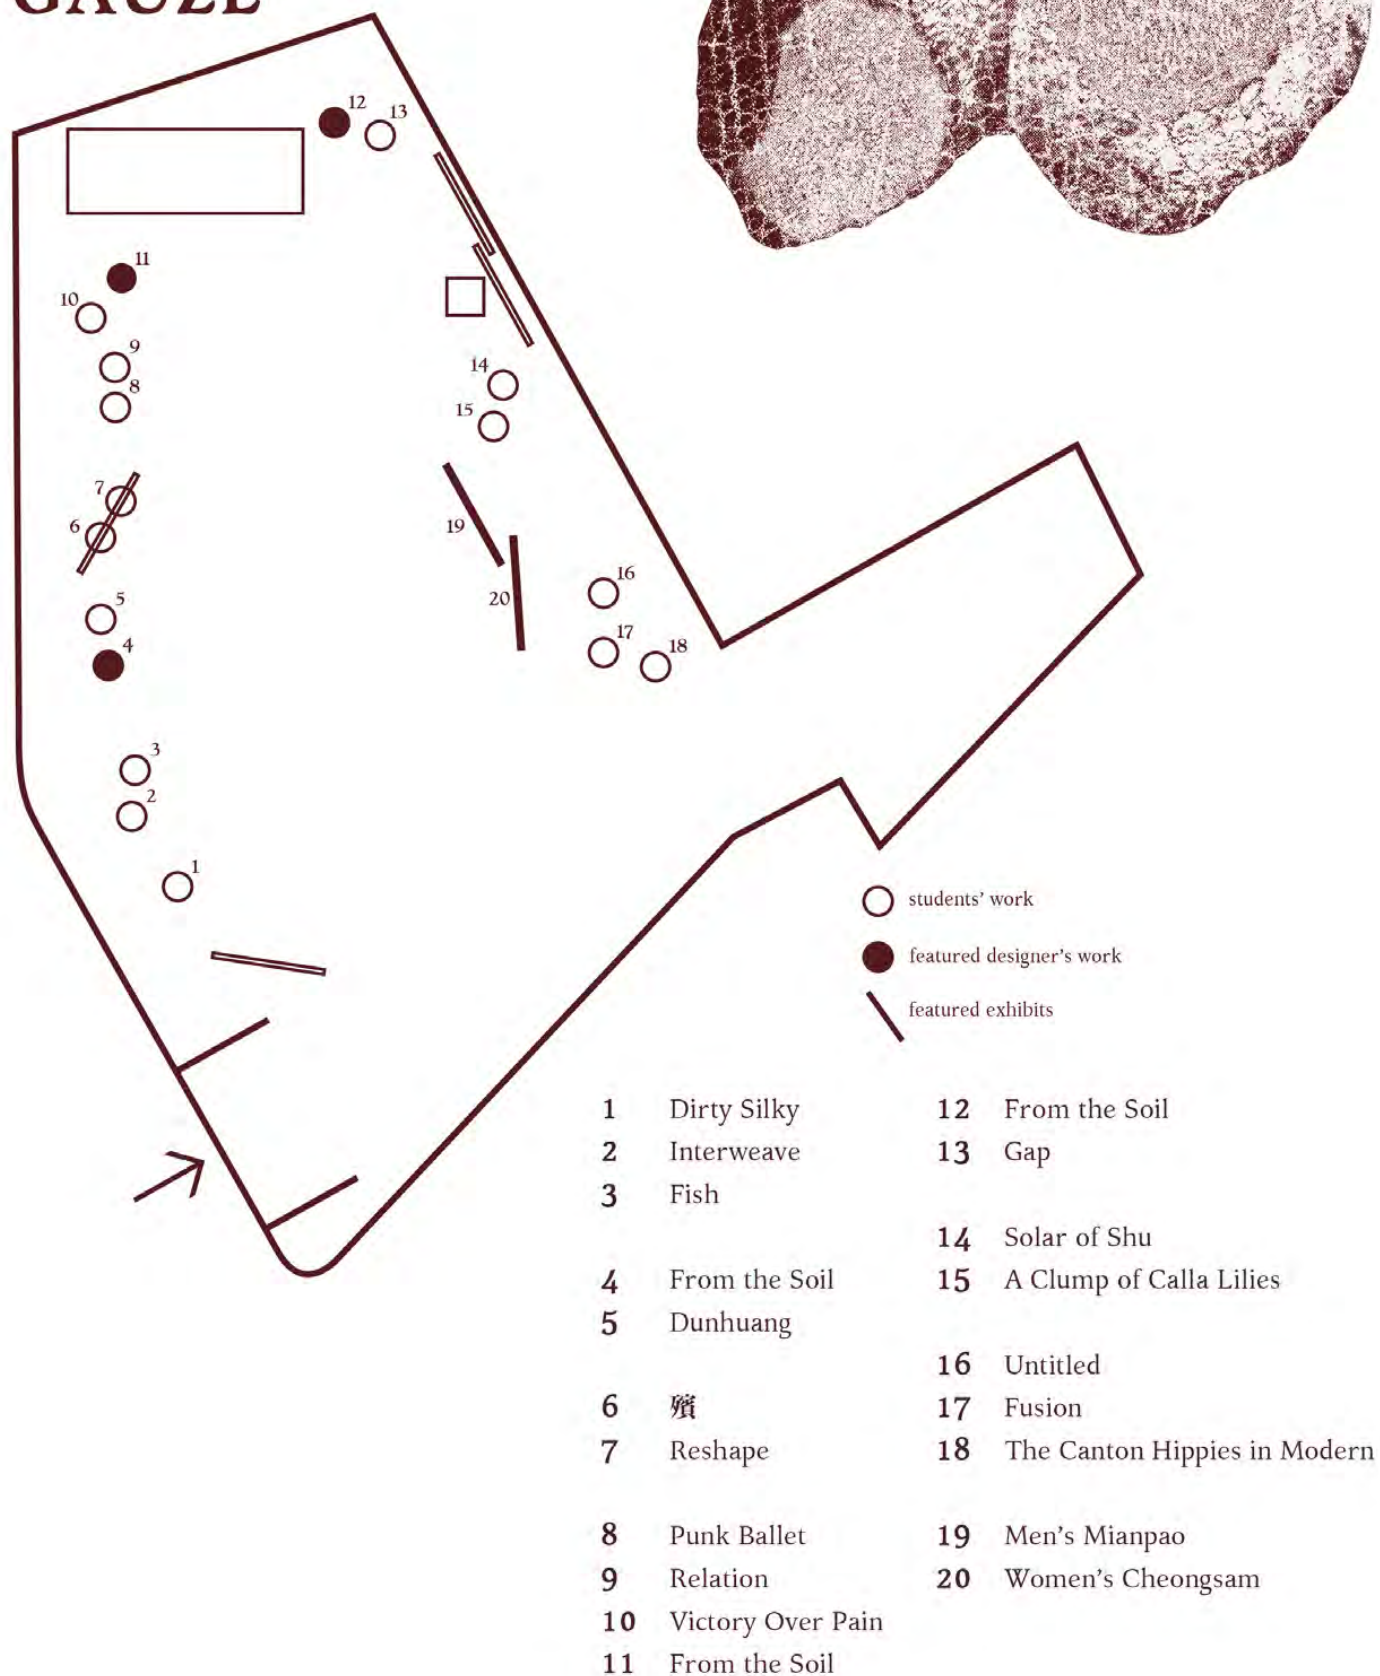 GAUZE
12
13
11
10
9
8
14
15
7
6
19
5
20
16
4
17
18
3
2
1
students' work
featured designer's work
featured exhibits
1 Dirty Silky
2 Interweave
3 Fish
4 From the Soil
5 Dunhuang
6 殯
7 Reshape
8 Punk Ballet
9 Relation
10 Victory Over Pain
11 From the Soil
12 From the Soil
13 Gap
14 Solar of Shu
15 A Clump of Calla Lilies
16 Untitled
17 Fusion
18 The Canton Hippies in Modern
19 Men's Mianpao
20 Women's Cheongsam